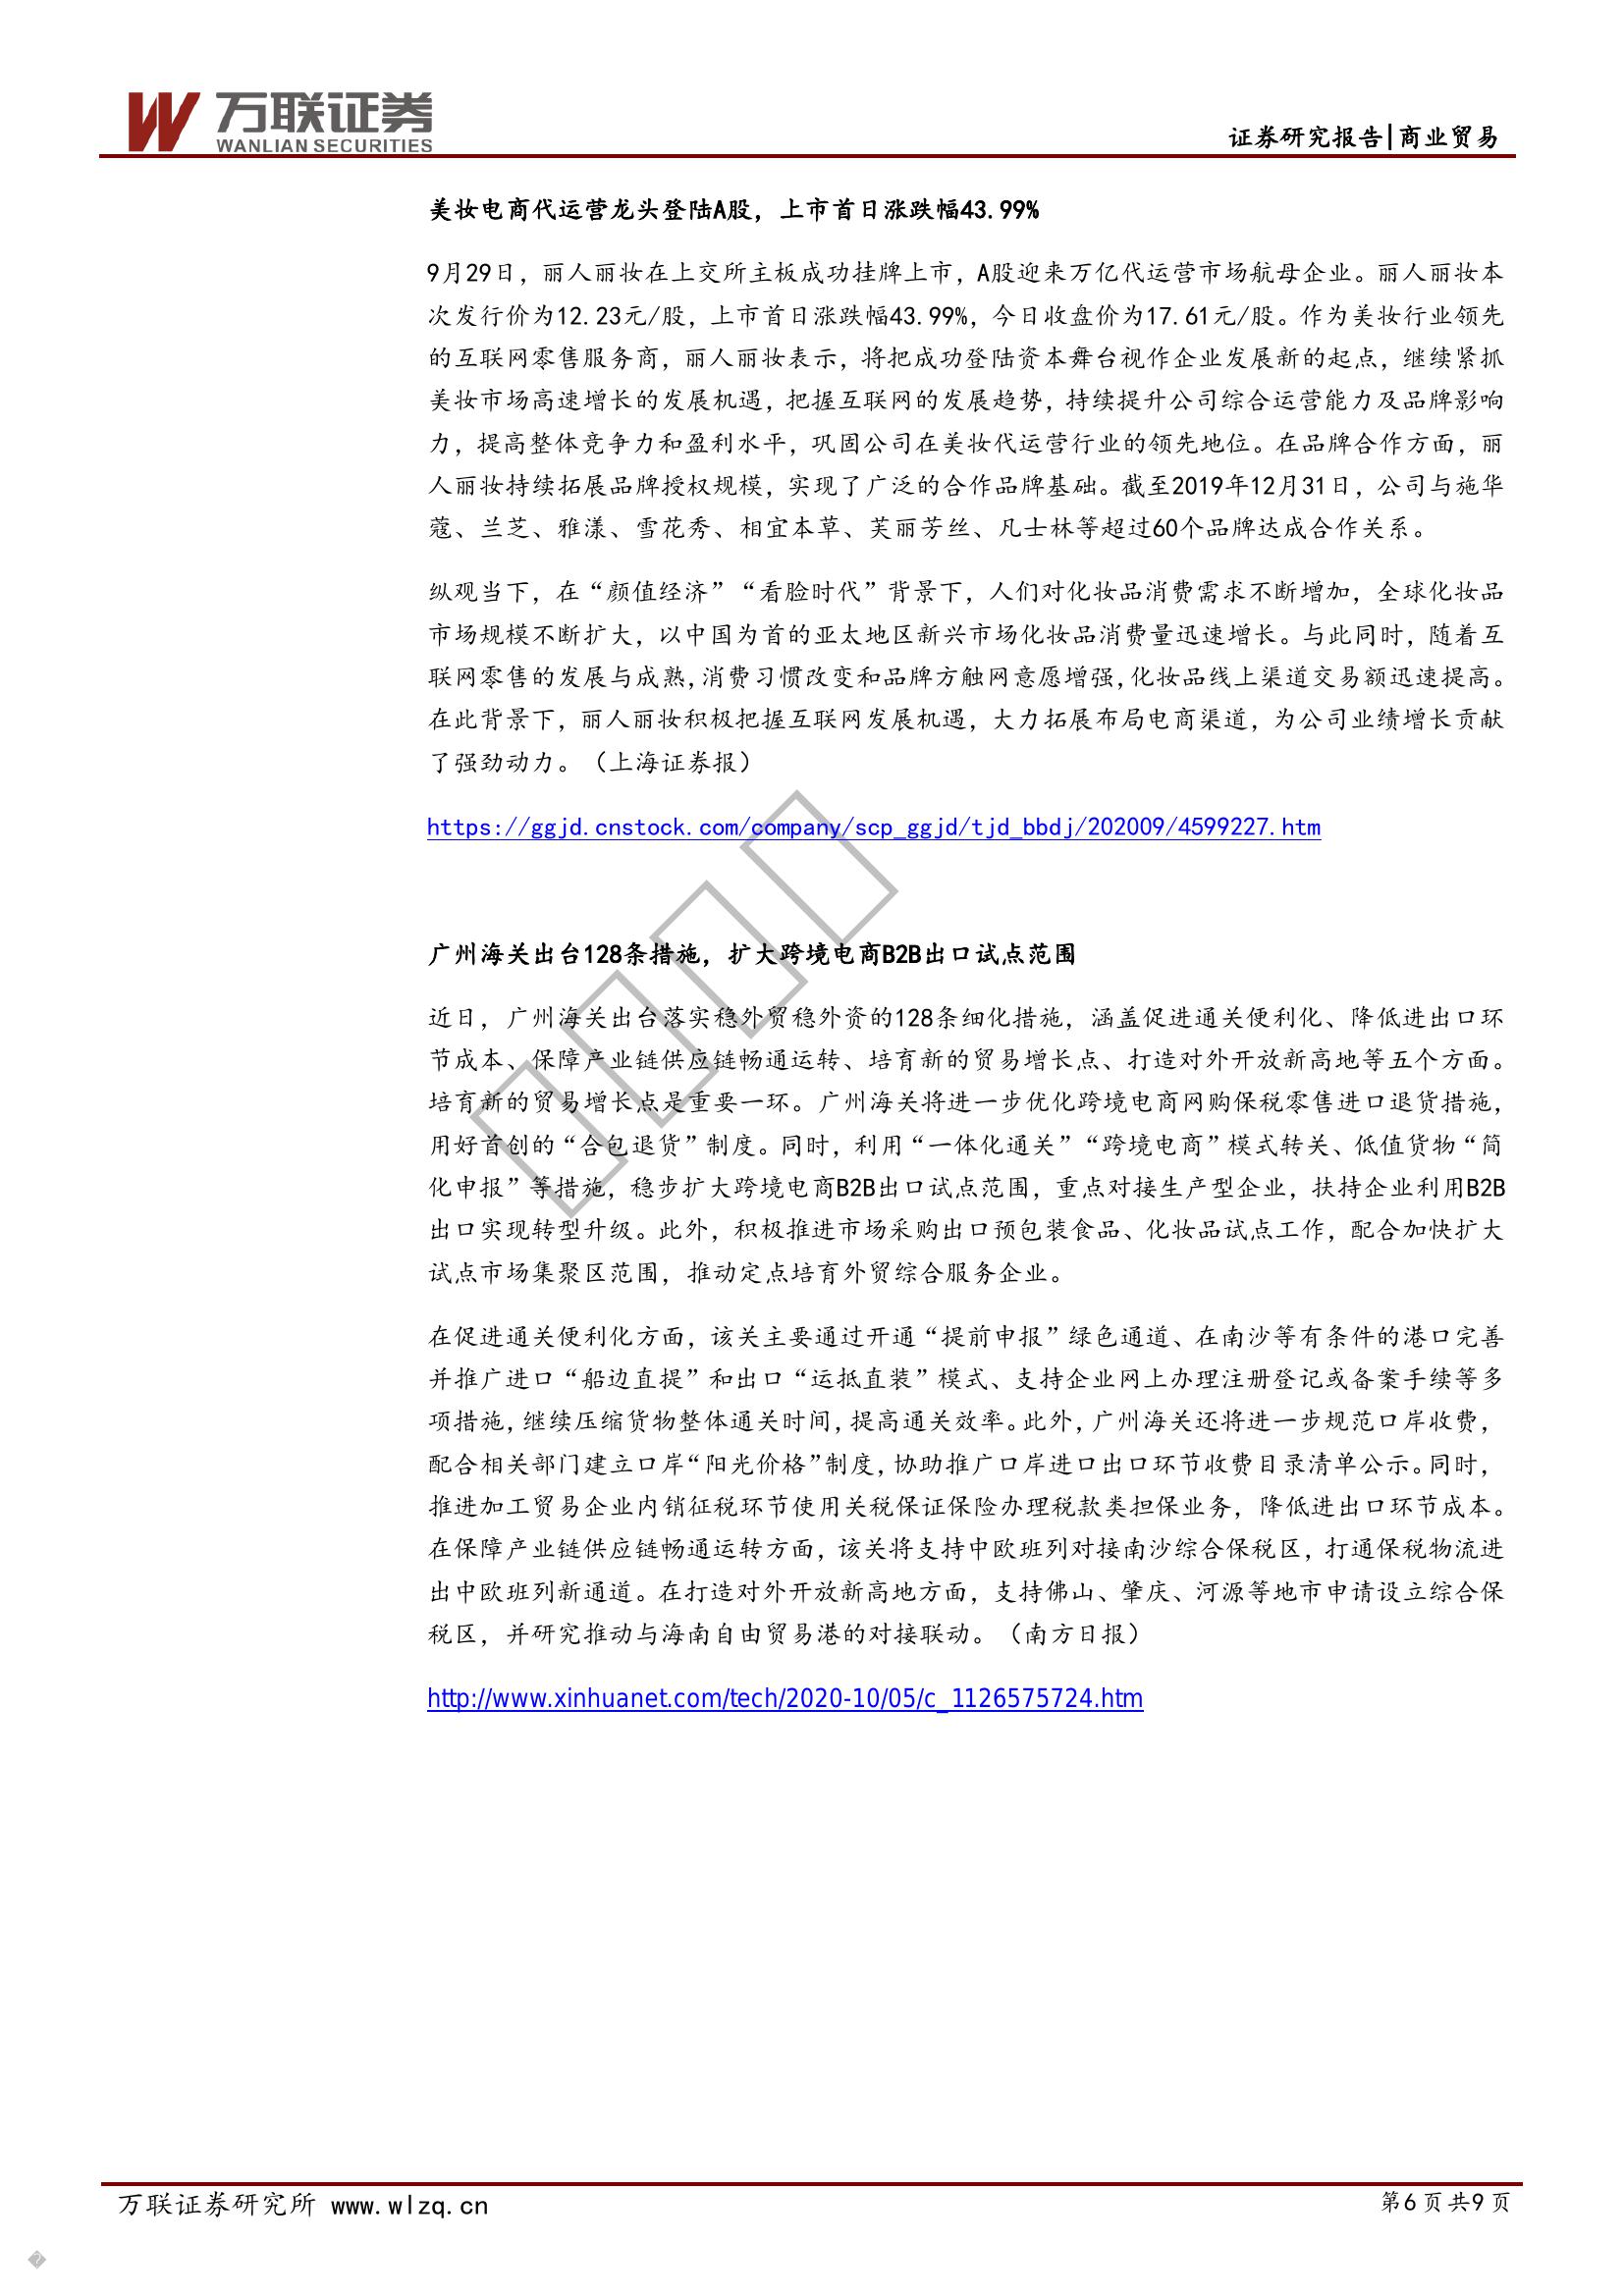 万联证券
WANLIAN SECURITIES
证券研究报告|商业贸易
美妆电商代运营龙头登陆A股，上市首日涨跌幅43.99%
9月29日，丽人丽妆在上交所主板成功挂牌上市，A股迎来万亿代运营市场航母企业。丽人丽妆本
次发行价为12.23元/股，上市首日涨跌幅43.99%，今日收盘价为17.61元/股。作为美妆行业领先
的互联网零售服务商，丽人丽妆表示，将把成功登陆资本舞台视作企业发展新的起点，继续紧抓
美妆市场高速增长的发展机遇，把握互联网的发展趋势，持续提升公司综合运营能力及品牌影响
力，提高整体竞争力和盈利水平，巩固公司在美妆代运营行业的领先地位。在品牌合作方面，丽
人丽妆持续拓展品牌授权规模，实现了广泛的合作品牌基础。截至2019年12月31日，公司与施华
蔻、兰芝、雅漾、雪花秀、相宜本草、芙丽芳丝、凡士林等超过60个品牌达成合作关系。
纵观当下，在“颜值经济”“看脸时代”背景下，人们对化妆品消费需求不断增加，全球化妆品
市场规模不断扩大，以中国为首的亚太地区新兴市场化妆品消费量迅速增长。与此同时，随着互
联网零售的发展与成熟，消费习惯改变和品牌方触网意愿增强，化妆品线上渠道交易额迅速提高。
在此背景下，丽人丽妆积极把握互联网发展机遇，大力拓展布局电商渠道，为公司业绩增长贡献
了强劲动力。（上海证券报）
https://ggjd.cnstock.com/company/scp_ggjd/tjd_bbdj/202009/4599227.htm
广州海关出台128条措施，扩大跨境电商B2B出口试点范围
近日，广州海关出台落实稳外贸稳外资的128条细化措施，涵盖促进通关便利化、降低进出口环
节成本、保障产业链供应链畅通运转、培育新的贸易增长点、打造对外开放新高地等五个方面。
培育新的贸易增长点是重要一环。广州海关将进一步优化跨境电商网购保税零售进口退货措施，
用好首创的“合包退货”制度。同时，利用“一体化通关”“跨境电商”模式转关、低值货物“简
化申报”等措施，稳步扩大跨境电商B2B出口试点范围，重点对接生产型企业，扶持企业利用B2B
出口实现转型升级。此外，积极推进市场采购出口预包装食品、化妆品试点工作，配合加快扩大
试点市场集聚区范围，推动定点培育外贸综合服务企业。
在促进通关便利化方面，该关主要通过开通“提前申报”绿色通道、在南沙等有条件的港口完善
并推广进口“船边直提”和出口“运抵直装”模式、支持企业网上办理注册登记或备案手续等多
项措施，继续压缩货物整体通关时间，提高通关效率。此外，广州海关还将进一步规范口岸收费，
配合相关部门建立口岸“阳光价格”制度，协助推广口岸进口出口环节收费目录清单公示。同时，
推进加工贸易企业内销征税环节使用关税保证保险办理税款类担保业务，降低进出口环节成本。
在保障产业链供应链畅通运转方面，该关将支持中欧班列对接南沙综合保税区，打通保税物流进
出中欧班列新通道。在打造对外开放新高地方面，支持佛山、肇庆、河源等地市申请设立综合保
税区，并研究推动与海南自由贸易港的对接联动。（南方日报）
http://www.xinhuanet.com/tech/2020-10/05/c_1126575724.htm
万联证券研究所 www.wlzq.cn
第6页共9页